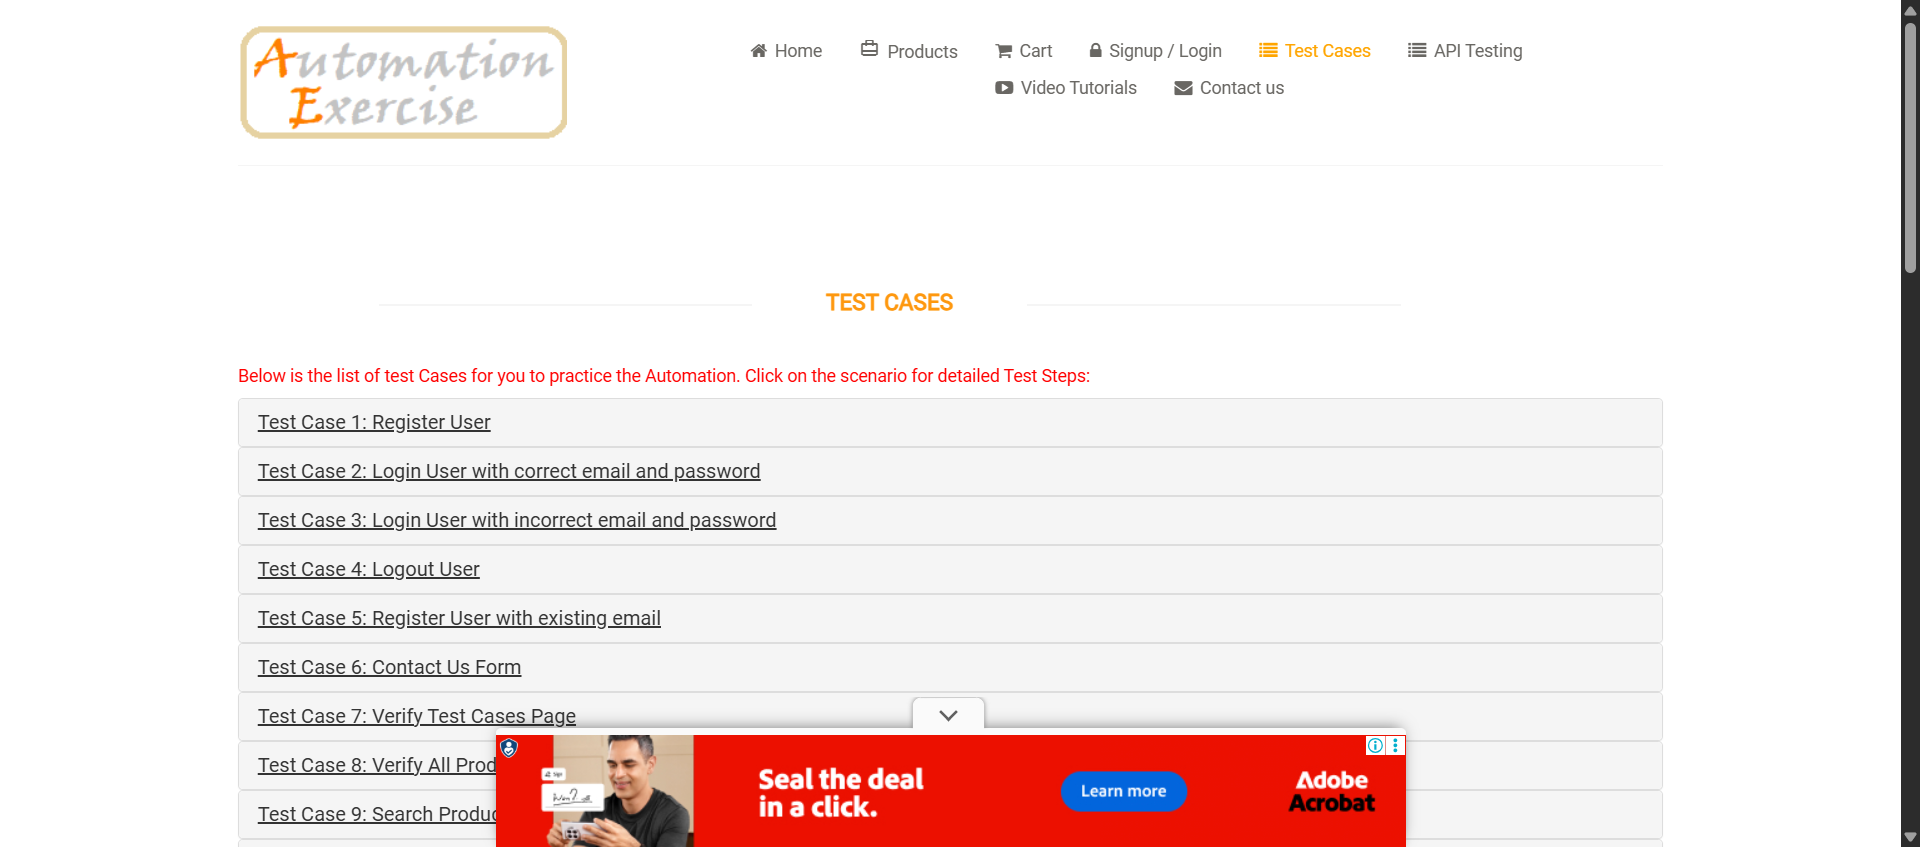 Automation
Exercise
Home
Products
Cart
Signup / Login
Test Cases
API Testing
Video Tutorials
Contact us
TEST CASES
Below is the list of test Cases for you to practice the Automation. Click on the scenario for detailed Test Steps:
Test Case 1: Register User
Test Case 2: Login User with correct email and password
Test Case 3: Login User with incorrect email and password
Test Case 4: Logout User
Test Case 5: Register User with existing email
Test Case 6: Contact Us Form
Test Case 7: Verify Test Cases Page
Test Case 8: Verify All Prod
Test Case 9: Search Produc
Sign
Seal the deal
in a click.
Learn more
Adobe
Acrobat